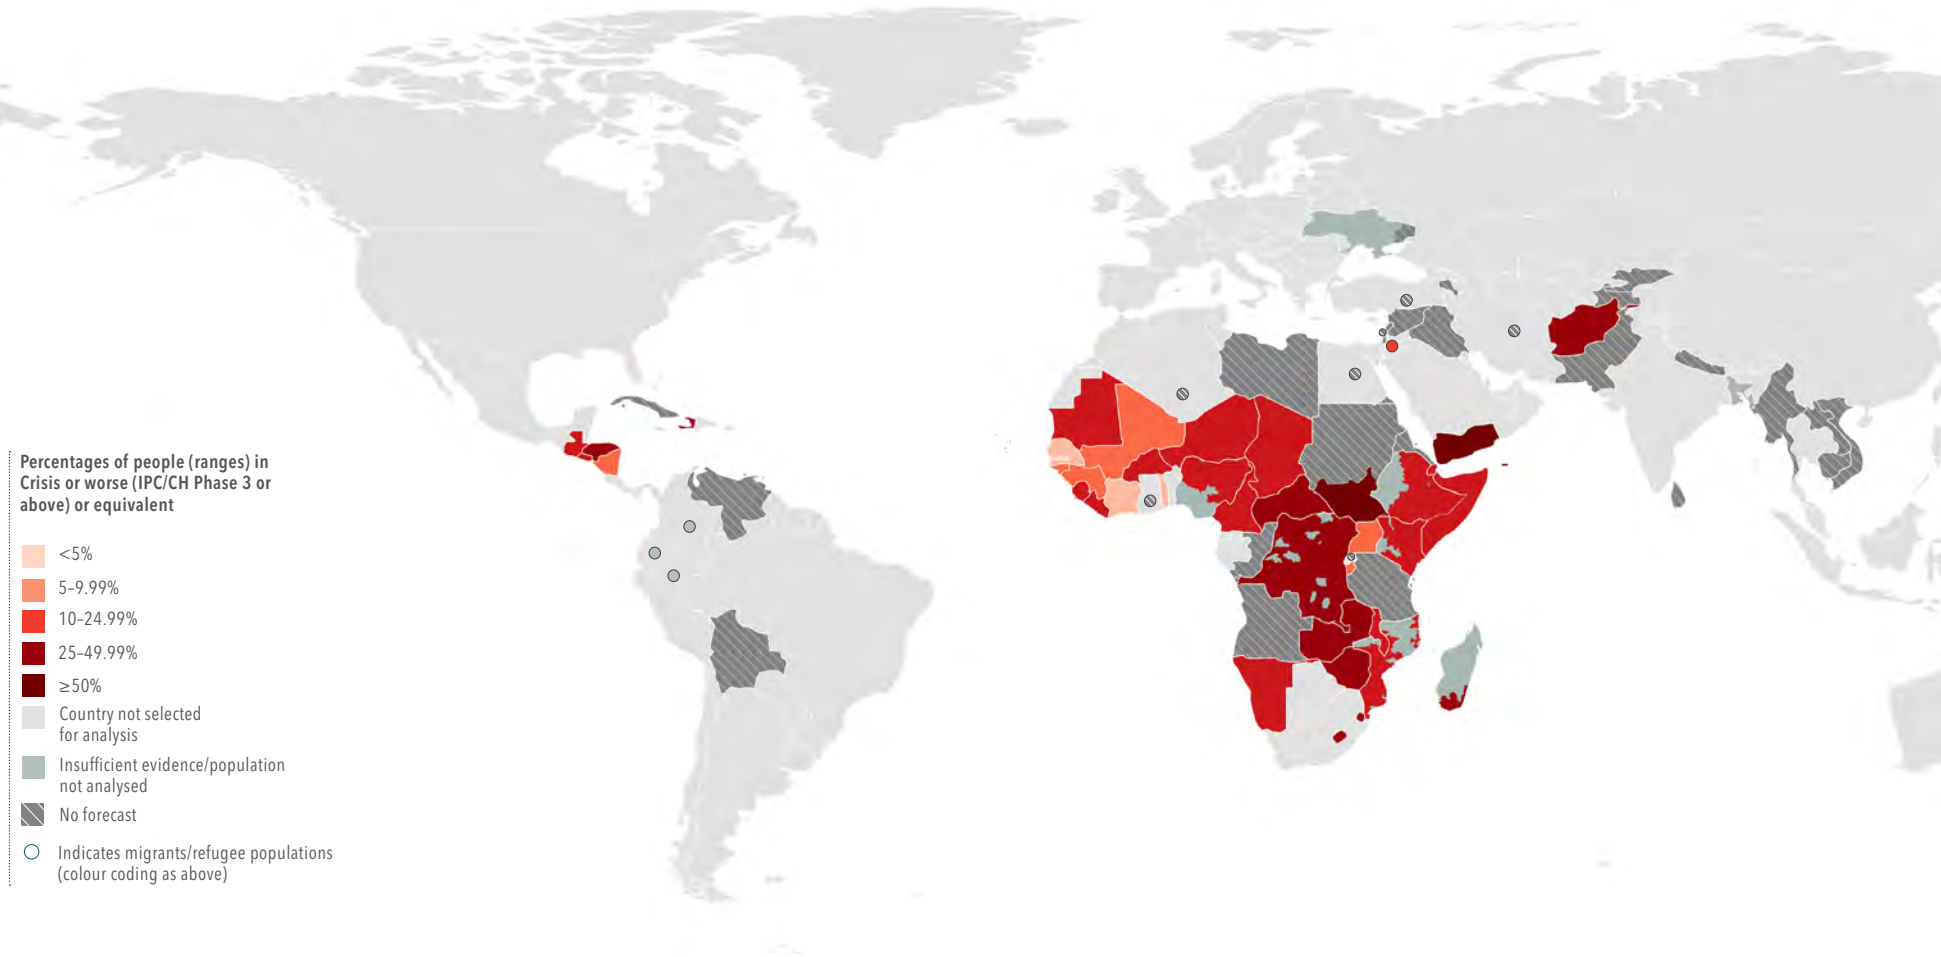 Percentages of people (ranges) in
Crisis or worse (IPC/CH Phase 3 or
above) or equivalent
<5%
5–9.99%
10–24.99%
25–49.99%
≥50%
Country not selected
for analysis
Insufficient evidence/population
not analysed
No forecast
Indicates migrants/refugee populations
(colour coding as above)